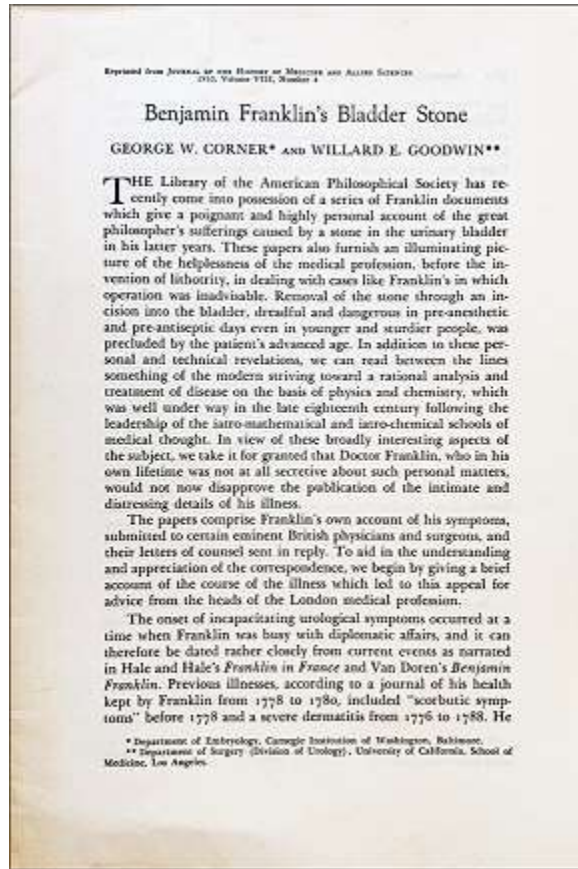 Reprinted from JOURNAL OF THE HISTORY OF MEDICINE AND ALLIED SCIENCES
1953, Volume VIII, Number 4
Benjamin Franklin's Bladder Stone
GEORGE W. CORNER* AND WILLARD E. GOODWIN**
THE Library of the American Philosophical Society has re-
cently come into possession of a series of Franklin documents
which give a poignant and highly personal account of the great
philosopher's sufferings caused by a stone in the urinary bladder
in his latter years. These papers also furnish an illuminating pic-
ture of the helplessness of the medical profession, before the in-
vention of lithotrity, in dealing with cases like Franklin's in which
operation was inadvisable. Removal of the stone through an in-
cision into the bladder, dreadful and dangerous in pre-anesthetic
and pre-antiseptic days even in younger and sturdier people, was
precluded by the patient's advanced age. In addition to these per-
sonal and technical revelations, we can read between the lines
something of the modern striving toward a rational analysis and
treatment of disease on the basis of physics and chemistry, which
was well under way in the late eighteenth century following the
leadership of the iatro-mathematical and iatro-chemical schools of
medical thought. In view of these broadly interesting aspects of
the subject, we take it for granted that Doctor Franklin, who in his
own lifetime was not at all secretive about such personal matters,
would not now disapprove the publication of the intimate and
distressing details of his illness.
The papers comprise Franklin's own account of his symptoms,
submitted to certain eminent British physicians and surgeons, and
their letters of counsel sent in reply. To aid in the understanding
and appreciation of the correspondence, we begin by giving a brief
account of the course of the illness which led to this appeal for
advice from the heads of the London medical profession.
The onset of incapacitating urological symptoms occurred at a
time when Franklin was busy with diplomatic affairs, and it can
therefore be dated rather closely from current events as narrated
in Hale and Hale's Franklin in France and Van Doren's Benjamin
Franklin. Previous illnesses, according to a journal of his health
kept by Franklin from 1778 to 1780, included "scorbutic symp-
toms" before 1778 and a severe dermatitis from 1776 to 1788. He
* Department of Embryology, Carnegie Institution of Washington, Baltimore.
** Department of Surgery (Division of Urology), University of California, School of
Medicine, Los Angeles.